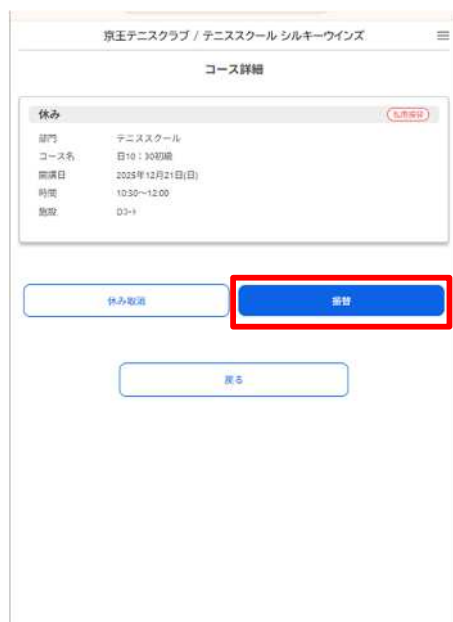 京王テニスクラブ / テニススクール シルキーウインズ
コース詳細
休み
部門 テニススクール
コース名 日10：30初級
開講日 2025年12月21日(日)
時間 10:30～12:00
施設 Dコート
休み取消 振替
戻る